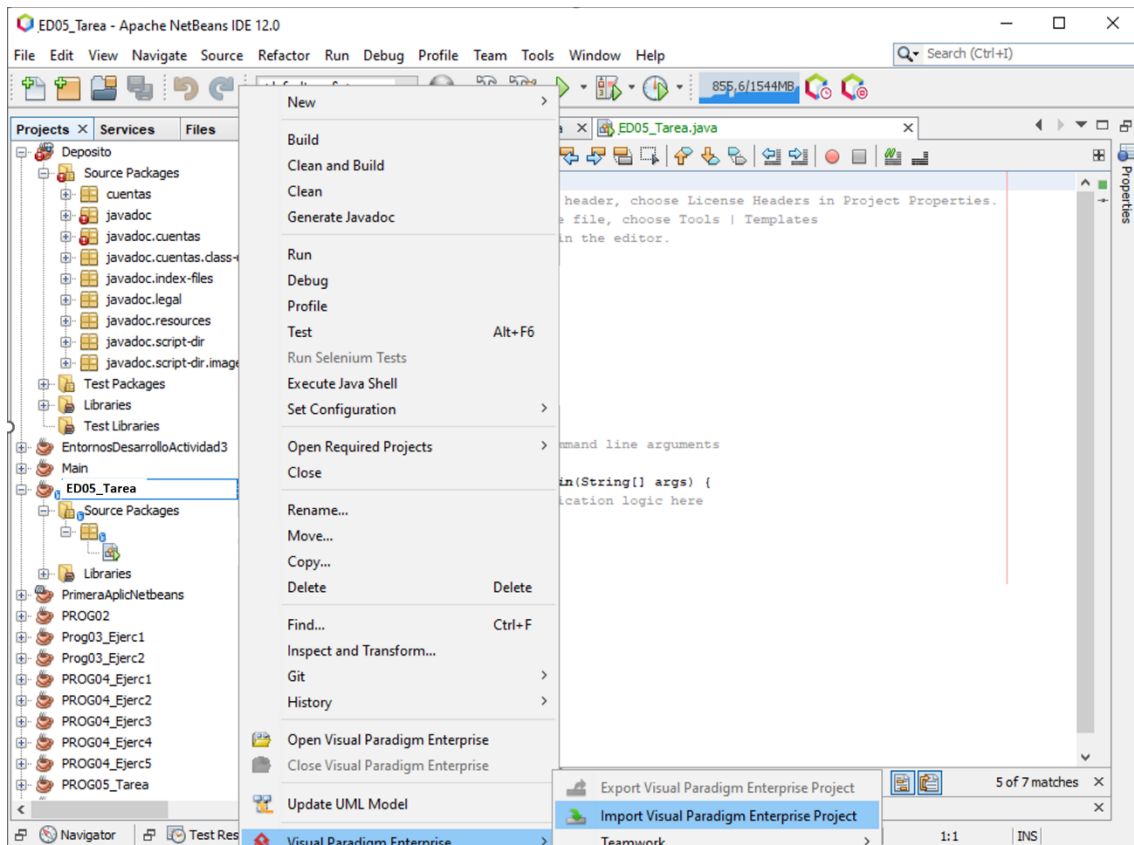 ED05_Tarea - Apache NetBeans IDE 12.0
File Edit View Navigate Source Refactor Run Debug Profile Team Tools Window Help
Search (Ctrl+I)
855,6/1544MB
Projects Services Files
ED05_Tarea.java
Properties
Deposito
Source Packages
cuentas
javadoc
javadoc.cuentas
javadoc.cuentas.class-
javadoc.index-files
javadoc.legal
javadoc.resources
javadoc.script-dir
javadoc.script-dir.image
Test Packages
Libraries
Test Libraries
EntornosDesarrolloActividad3
Main
ED05_Tarea
Source Packages
Libraries
PrimeraAplicNetbeans
PROG02
Prog03_Ejerc1
Prog03_Ejerc2
PROG04_Ejerc1
PROG04_Ejerc2
PROG04_Ejerc3
PROG04_Ejerc4
PROG04_Ejerc5
PROG05_Tarea
New
Build
Clean and Build
Clean
Generate Javadoc
Run
Debug
Profile
Test Alt+F6
Run Selenium Tests
Execute Java Shell
Set Configuration
Open Required Projects
Close
Rename...
Move...
Copy...
Delete Delete
Find... Ctrl+F
Inspect and Transform...
Git
History
Open Visual Paradigm Enterprise
Close Visual Paradigm Enterprise
Update UML Model
Visual Paradigm Enterprise
Export Visual Paradigm Enterprise Project
Import Visual Paradigm Enterprise Project
Teamwork
header, choose License Headers in Project Properties.
file, choose Tools | Templates
in the editor.
mmand line arguments
in(String[] args) {
ication logic here
5 of 7 matches
Navigator Test Res
1:1 INS